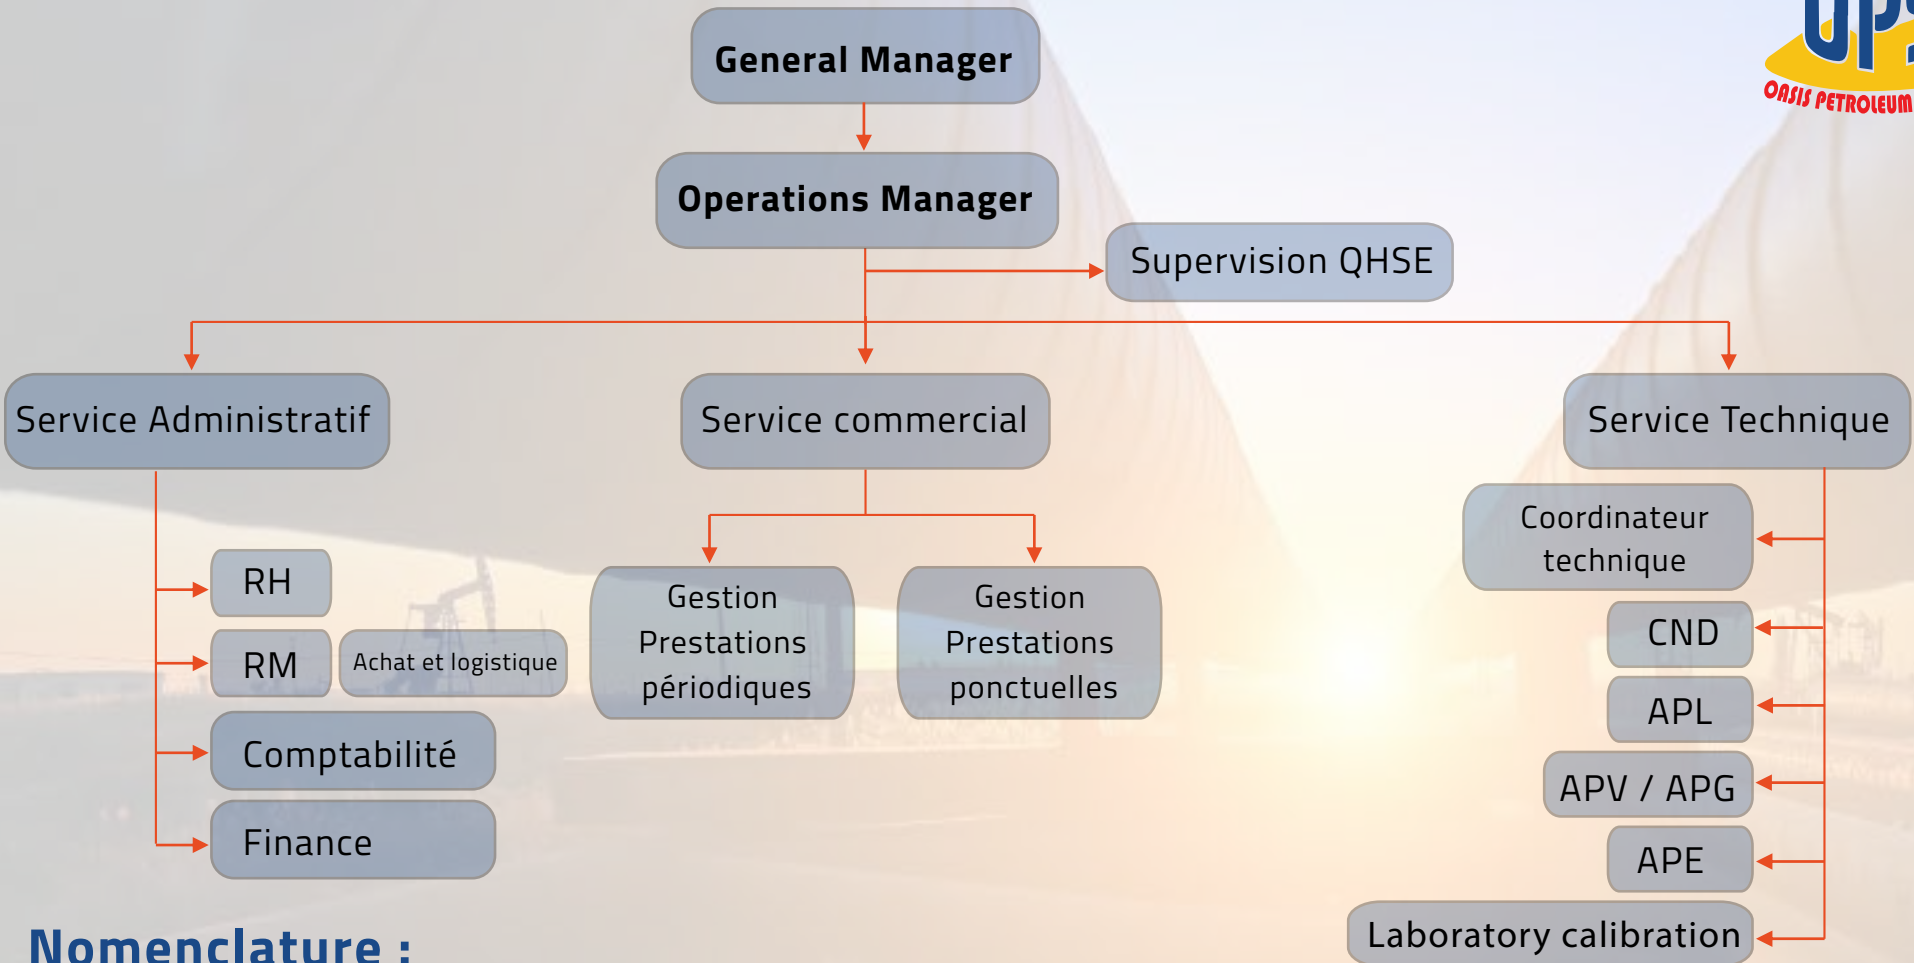 General Manager
OASIS PETROLEUM
Operations Manager
Supervision QHSE
Service Administratif
Service commercial
Service Technique
Coordinateur
technique
RH
Gestion
Prestations
périodiques
Gestion
Prestations
ponctuelles
CND
RM
Achat et logistique
APL
Comptabilité
APV / APG
Finance
APE
Laboratory calibration
Nomenclature :